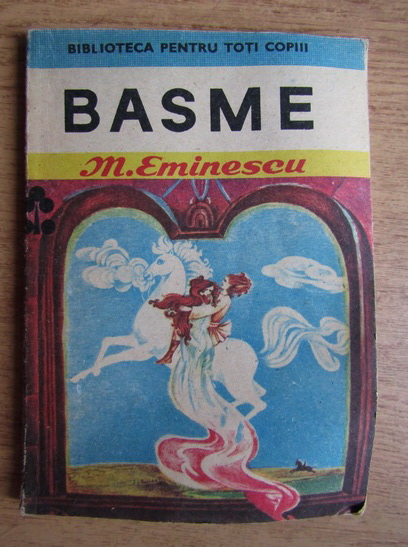 BIBLIOTECA PENTRU TOȚI COPIII
BASME
M. Eminescu